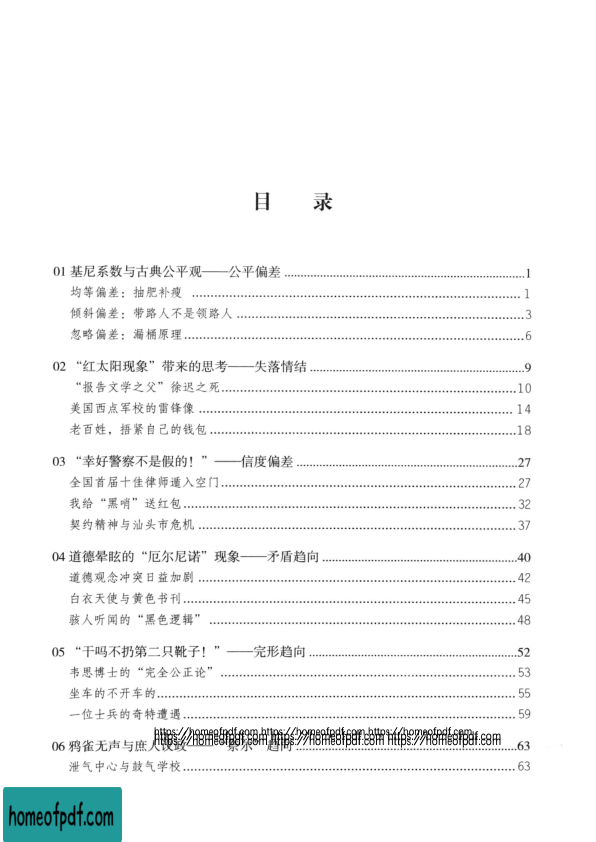 目 录
01 基尼系数与古典公平观——公平偏差 ........ 1
均等偏差：抽肥补瘦 ........ 1
倾斜偏差：带路人不是领路人 ........ 3
忽略偏差：漏桶原理 ........ 6
02 “红太阳现象”带来的思考——失落情结 ........ 9
“报告文学之父”徐迟之死 ........ 10
美国西点军校的雷锋像 ........ 14
老百姓，捂紧自己的钱包 ........ 18
03 “幸好警察不是假的！”——信度偏差 ........ 27
全国首届十佳律师遁入空门 ........ 27
我给“黑哨”送红包 ........ 32
契约精神与汕头市危机 ........ 37
04 道德晕眩的“厄尔尼诺”现象——矛盾趋向 ........ 40
道德观念冲突日益加剧 ........ 42
白衣天使与黄色书刊 ........ 45
骇人听闻的“黑色逻辑” ........ 48
05 “干吗不扔第二只靴子！”——完形趋向 ........ 52
韦恩博士的“完全公正论” ........ 53
坐车的不开车的 ........ 55
一位士兵的奇特遭遇 ........ 59
https://homeofpdf.com https://homeofpdf.com https://homeofpdf.com https://homeofpdf.com
https://homeofpdf.com https://homeofpdf.com https://homeofpdf.com https://homeofpdf.com
06 鸦雀无声与庶人议政 趋向 ........ 63
泄气中心与鼓气学校 ........ 63
homeofpdf.com